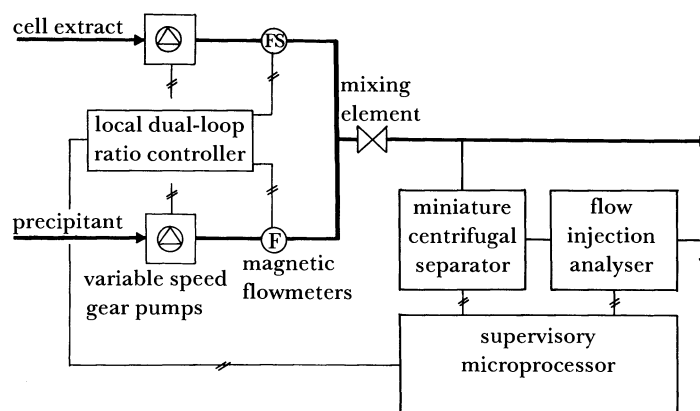 cell extract
FS
mixing
element
local dual-loop
ratio controller
precipitant
F
variable speed
gear pumps
magnetic
flowmeters
miniature
centrifugal
separator
flow
injection
analyser
supervisory
microprocessor